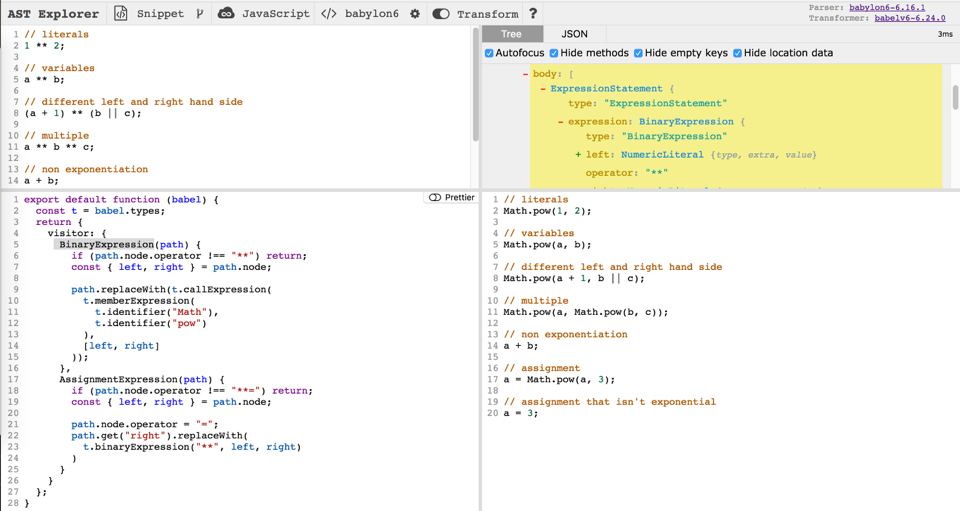 AST Explorer Snippet JavaScript </> babylon6 Transform ?
Parser: babylon6-6.16.1
Transformer: babelv6-6.24.0
1 // literals
2 1 ** 2;
3
4 // variables
5 a ** b;
6
7 // different left and right hand side
8 (a + 1) ** (b || c);
9
10 // multiple
11 a ** b ** c;
12
13 // non exponentiation
14 a + b;
Tree JSON 3ms
Autofocus Hide methods Hide empty keys Hide location data
- body: [
- ExpressionStatement {
type: "ExpressionStatement"
- expression: BinaryExpression {
type: "BinaryExpression"
+ left: NumericLiteral {type, extra, value}
operator: "**"
Prettier
1 export default function (babel) {
2 const t = babel.types;
3 return {
4 visitor: {
5 BinaryExpression(path) {
6 if (path.node.operator !== "**") return;
7 const { left, right } = path.node;
8
9 path.replaceWith(t.callExpression(
10 t.memberExpression(
11 t.identifier("Math"),
12 t.identifier("pow")
13 ),
14 [left, right]
15 ));
16 },
17 AssignmentExpression(path) {
18 if (path.node.operator !== "**=") return;
19 const { left, right } = path.node;
20
21 path.node.operator = "=";
22 path.get("right").replaceWith(
23 t.binaryExpression("**", left, right)
24 )
25 }
26 }
27 };
28 }
1 // literals
2 Math.pow(1, 2);
3
4 // variables
5 Math.pow(a, b);
6
7 // different left and right hand side
8 Math.pow(a + 1, b || c);
9
10 // multiple
11 Math.pow(a, Math.pow(b, c));
12
13 // non exponentiation
14 a + b;
15
16 // assignment
17 a = Math.pow(a, 3);
18
19 // assignment that isn't exponential
20 a = 3;